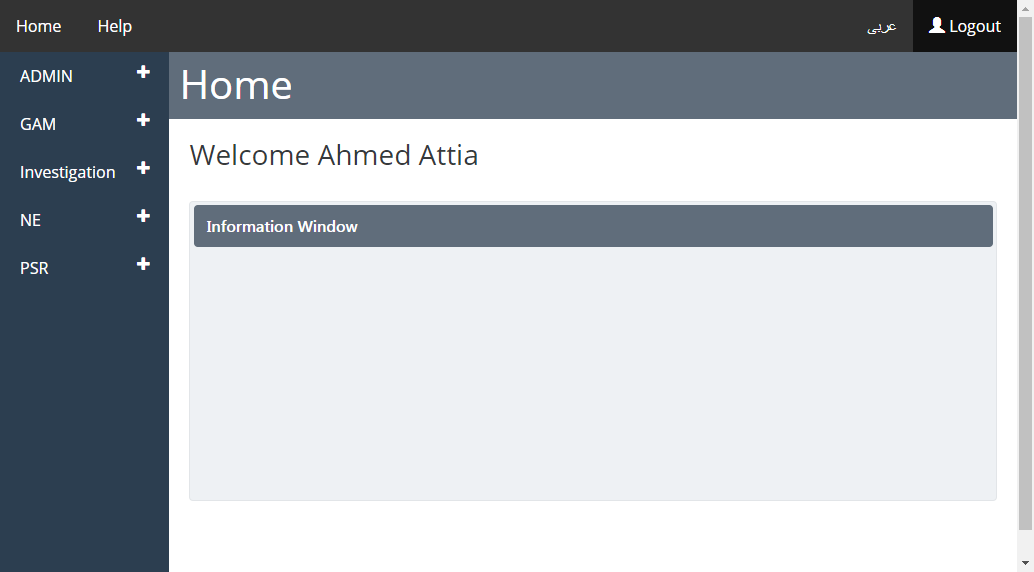 Home Help عربى Logout
ADMIN
GAM
Investigation
NE
PSR
Home
Welcome Ahmed Attia
Information Window